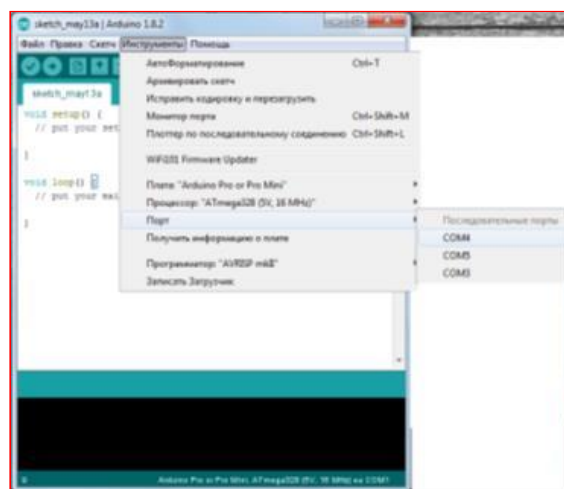 sketch_may13a | Arduino 1.8.2
Файл Правка Скетч Инструменты Помощь
sketch_may13a
void setup() {
// put your set
}
void loop() {
// put your mai
}
АвтоФорматирование Ctrl+T
Архивировать скетч
Исправить кодировку и перезагрузить
Монитор порта Ctrl+Shift+M
Плоттер по последовательному соединению Ctrl+Shift+L
WiFi101 Firmware Updater
Плата: "Arduino Pro or Pro Mini"
Процессор: "ATmega328 (5V, 16 MHz)"
Порт
Получить информацию о плате
Программатор: "AVRISP mkII"
Записать Загрузчик
Последовательные порты
COM4
COM5
COM3
Arduino Pro or Pro Mini, ATmega328 (5V, 16 MHz) на COM1